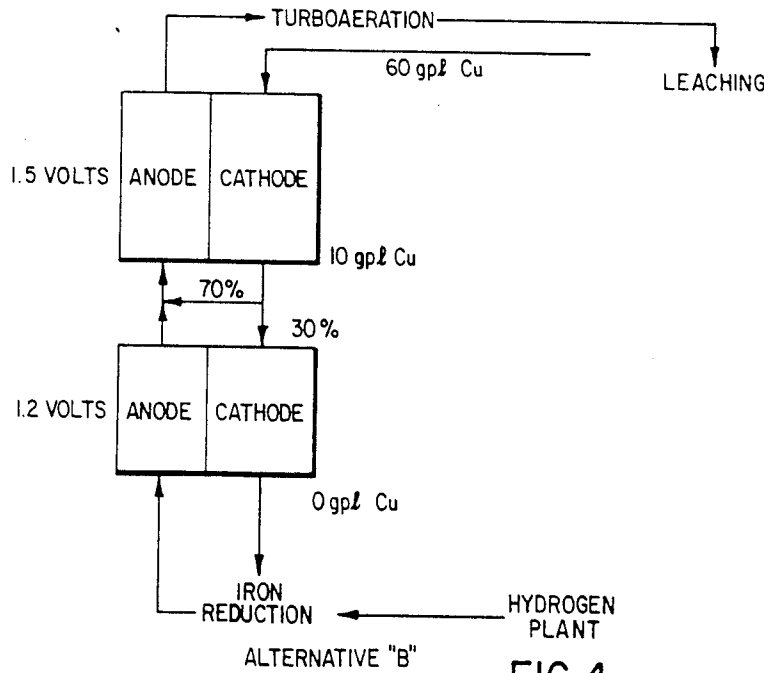 TURBOAERATION
60 gpl Cu
LEACHING
1.5 VOLTS
ANODE
CATHODE
10 gpl Cu
70%
30%
1.2 VOLTS
ANODE
CATHODE
0 gpl Cu
IRON
REDUCTION
HYDROGEN
PLANT
ALTERNATIVE "B"